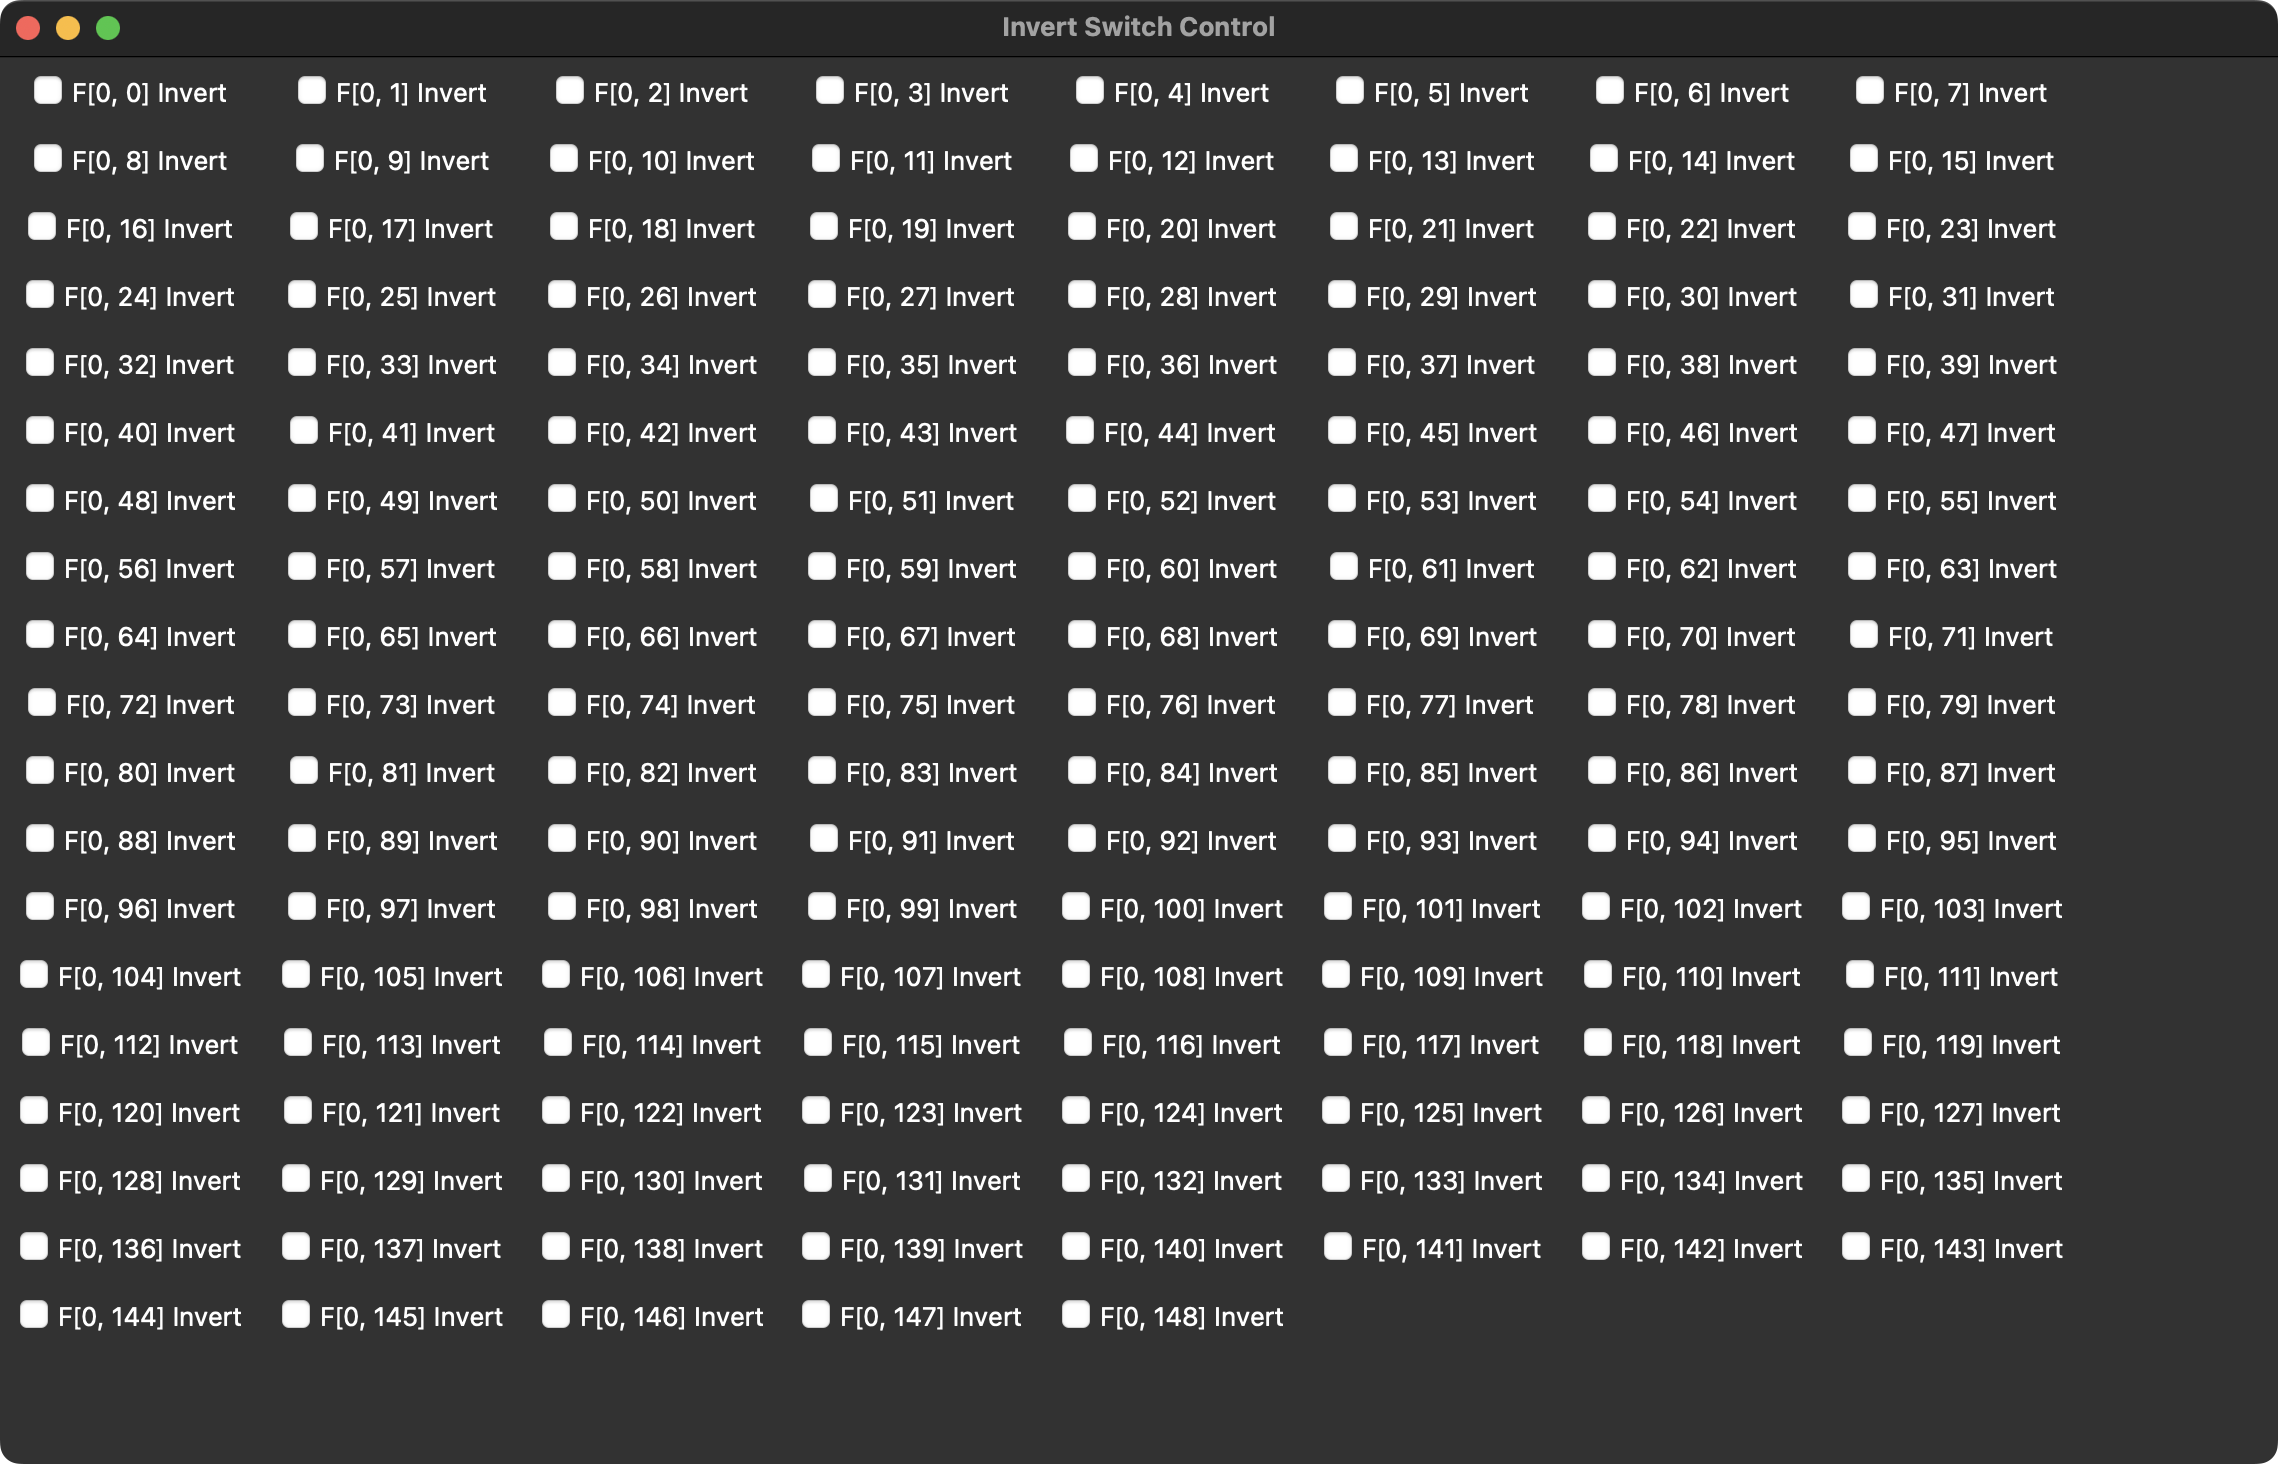 Invert Switch Control
F[0, 0] Invert F[0, 1] Invert F[0, 2] Invert F[0, 3] Invert F[0, 4] Invert F[0, 5] Invert F[0, 6] Invert F[0, 7] Invert
F[0, 8] Invert F[0, 9] Invert F[0, 10] Invert F[0, 11] Invert F[0, 12] Invert F[0, 13] Invert F[0, 14] Invert F[0, 15] Invert
F[0, 16] Invert F[0, 17] Invert F[0, 18] Invert F[0, 19] Invert F[0, 20] Invert F[0, 21] Invert F[0, 22] Invert F[0, 23] Invert
F[0, 24] Invert F[0, 25] Invert F[0, 26] Invert F[0, 27] Invert F[0, 28] Invert F[0, 29] Invert F[0, 30] Invert F[0, 31] Invert
F[0, 32] Invert F[0, 33] Invert F[0, 34] Invert F[0, 35] Invert F[0, 36] Invert F[0, 37] Invert F[0, 38] Invert F[0, 39] Invert
F[0, 40] Invert F[0, 41] Invert F[0, 42] Invert F[0, 43] Invert F[0, 44] Invert F[0, 45] Invert F[0, 46] Invert F[0, 47] Invert
F[0, 48] Invert F[0, 49] Invert F[0, 50] Invert F[0, 51] Invert F[0, 52] Invert F[0, 53] Invert F[0, 54] Invert F[0, 55] Invert
F[0, 56] Invert F[0, 57] Invert F[0, 58] Invert F[0, 59] Invert F[0, 60] Invert F[0, 61] Invert F[0, 62] Invert F[0, 63] Invert
F[0, 64] Invert F[0, 65] Invert F[0, 66] Invert F[0, 67] Invert F[0, 68] Invert F[0, 69] Invert F[0, 70] Invert F[0, 71] Invert
F[0, 72] Invert F[0, 73] Invert F[0, 74] Invert F[0, 75] Invert F[0, 76] Invert F[0, 77] Invert F[0, 78] Invert F[0, 79] Invert
F[0, 80] Invert F[0, 81] Invert F[0, 82] Invert F[0, 83] Invert F[0, 84] Invert F[0, 85] Invert F[0, 86] Invert F[0, 87] Invert
F[0, 88] Invert F[0, 89] Invert F[0, 90] Invert F[0, 91] Invert F[0, 92] Invert F[0, 93] Invert F[0, 94] Invert F[0, 95] Invert
F[0, 96] Invert F[0, 97] Invert F[0, 98] Invert F[0, 99] Invert F[0, 100] Invert F[0, 101] Invert F[0, 102] Invert F[0, 103] Invert
F[0, 104] Invert F[0, 105] Invert F[0, 106] Invert F[0, 107] Invert F[0, 108] Invert F[0, 109] Invert F[0, 110] Invert F[0, 111] Invert
F[0, 112] Invert F[0, 113] Invert F[0, 114] Invert F[0, 115] Invert F[0, 116] Invert F[0, 117] Invert F[0, 118] Invert F[0, 119] Invert
F[0, 120] Invert F[0, 121] Invert F[0, 122] Invert F[0, 123] Invert F[0, 124] Invert F[0, 125] Invert F[0, 126] Invert F[0, 127] Invert
F[0, 128] Invert F[0, 129] Invert F[0, 130] Invert F[0, 131] Invert F[0, 132] Invert F[0, 133] Invert F[0, 134] Invert F[0, 135] Invert
F[0, 136] Invert F[0, 137] Invert F[0, 138] Invert F[0, 139] Invert F[0, 140] Invert F[0, 141] Invert F[0, 142] Invert F[0, 143] Invert
F[0, 144] Invert F[0, 145] Invert F[0, 146] Invert F[0, 147] Invert F[0, 148] Invert